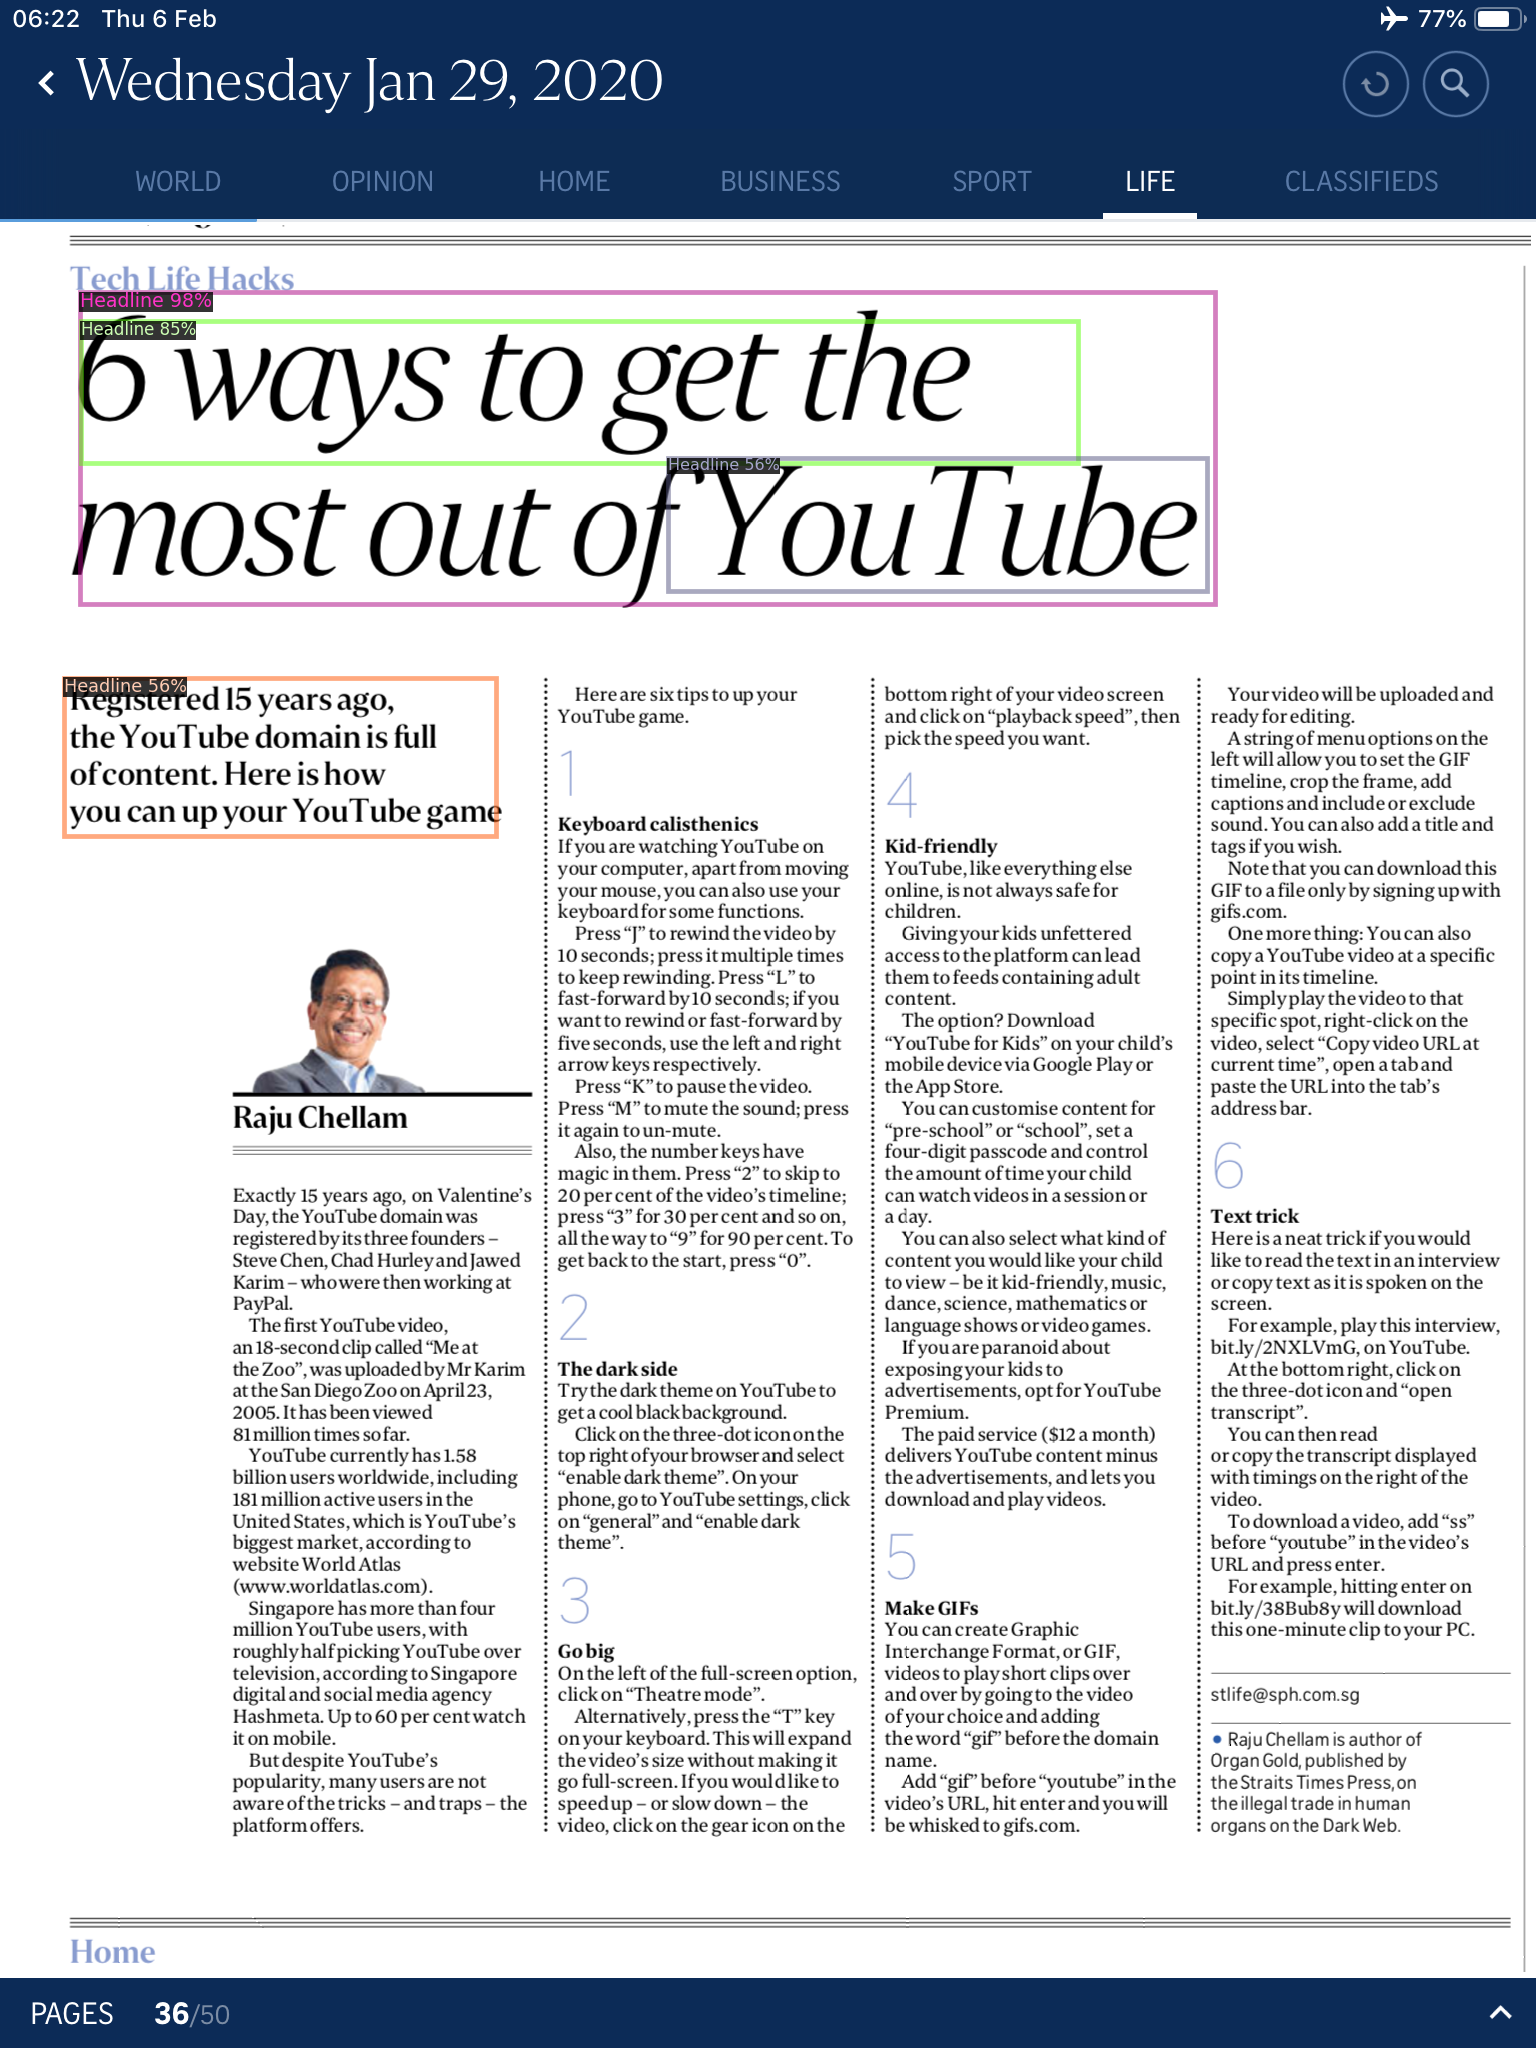 06:22 Thu 6 Feb
77%
Wednesday Jan 29, 2020
WORLD OPINION HOME BUSINESS SPORT LIFE CLASSIFIEDS
Tech Life Hacks
Headline 98%
Headline 85%
6 ways to get the
Headline 56%
most out of YouTube
Headline 56%
Registered 15 years ago,
the YouTube domain is full
of content. Here is how
you can up your YouTube game
Raju Chellam
Exactly 15 years ago, on Valentine's
Day, the YouTube domain was
registered by its three founders –
Steve Chen, Chad Hurley and Jawed
Karim – who were then working at
PayPal.
The first YouTube video,
an 18-second clip called “Me at
the Zoo”, was uploaded by Mr Karim
at the San Diego Zoo on April 23,
2005. It has been viewed
81 million times so far.
YouTube currently has 1.58
billion users worldwide, including
181 million active users in the
United States, which is YouTube's
biggest market, according to
website World Atlas
(www.worldatlas.com).
Singapore has more than four
million YouTube users, with
roughly half picking YouTube over
television, according to Singapore
digital and social media agency
Hashmeta. Up to 60 per cent watch
it on mobile.
But despite YouTube's
popularity, many users are not
aware of the tricks – and traps – the
platform offers.
Here are six tips to up your
YouTube game.
1
Keyboard calisthenics
If you are watching YouTube on
your computer, apart from moving
your mouse, you can also use your
keyboard for some functions.
Press “J” to rewind the video by
10 seconds; press it multiple times
to keep rewinding. Press “L” to
fast-forward by 10 seconds; if you
want to rewind or fast-forward by
five seconds, use the left and right
arrow keys respectively.
Press “K” to pause the video.
Press “M” to mute the sound; press
it again to un-mute.
Also, the number keys have
magic in them. Press “2” to skip to
20 per cent of the video's timeline;
press “3” for 30 per cent and so on,
all the way to “9” for 90 per cent. To
get back to the start, press “0”.
2
The dark side
Try the dark theme on YouTube to
get a cool black background.
Click on the three-dot icon on the
top right of your browser and select
“enable dark theme”. On your
phone, go to YouTube settings, click
on “general” and “enable dark
theme”.
3
Go big
On the left of the full-screen option,
click on “Theatre mode”.
Alternatively, press the “T” key
on your keyboard. This will expand
the video's size without making it
go full-screen. If you would like to
speed up – or slow down – the
video, click on the gear icon on the
bottom right of your video screen
and click on “playback speed”, then
pick the speed you want.
4
Kid-friendly
YouTube, like everything else
online, is not always safe for
children.
Giving your kids unfettered
access to the platform can lead
them to feeds containing adult
content.
The option? Download
“YouTube for Kids” on your child's
mobile device via Google Play or
the App Store.
You can customise content for
“pre-school” or “school”, set a
four-digit passcode and control
the amount of time your child
can watch videos in a session or
a day.
You can also select what kind of
content you would like your child
to view – be it kid-friendly, music,
dance, science, mathematics or
language shows or video games.
If you are paranoid about
exposing your kids to
advertisements, opt for YouTube
Premium.
The paid service ($12 a month)
delivers YouTube content minus
the advertisements, and lets you
download and play videos.
5
Make GIFs
You can create Graphic
Interchange Format, or GIF,
videos to play short clips over
and over by going to the video
of your choice and adding
the word “gif” before the domain
name.
Add “gif” before “youtube” in the
video's URL, hit enter and you will
be whisked to gifs.com.
Your video will be uploaded and
ready for editing.
A string of menu options on the
left will allow you to set the GIF
timeline, crop the frame, add
captions and include or exclude
sound. You can also add a title and
tags if you wish.
Note that you can download this
GIF to a file only by signing up with
gifs.com.
One more thing: You can also
copy a YouTube video at a specific
point in its timeline.
Simply play the video to that
specific spot, right-click on the
video, select “Copy video URL at
current time”, open a tab and
paste the URL into the tab's
address bar.
6
Text trick
Here is a neat trick if you would
like to read the text in an interview
or copy text as it is spoken on the
screen.
For example, play this interview,
bit.ly/2NXLVmG, on YouTube.
At the bottom right, click on
the three-dot icon and “open
transcript”.
You can then read
or copy the transcript displayed
with timings on the right of the
video.
To download a video, add “ss”
before “youtube” in the video's
URL and press enter.
For example, hitting enter on
bit.ly/38Bub8y will download
this one-minute clip to your PC.
stlife@sph.com.sg
• Raju Chellam is author of
Organ Gold, published by
the Straits Times Press, on
the illegal trade in human
organs on the Dark Web.
Home
PAGES 36/50